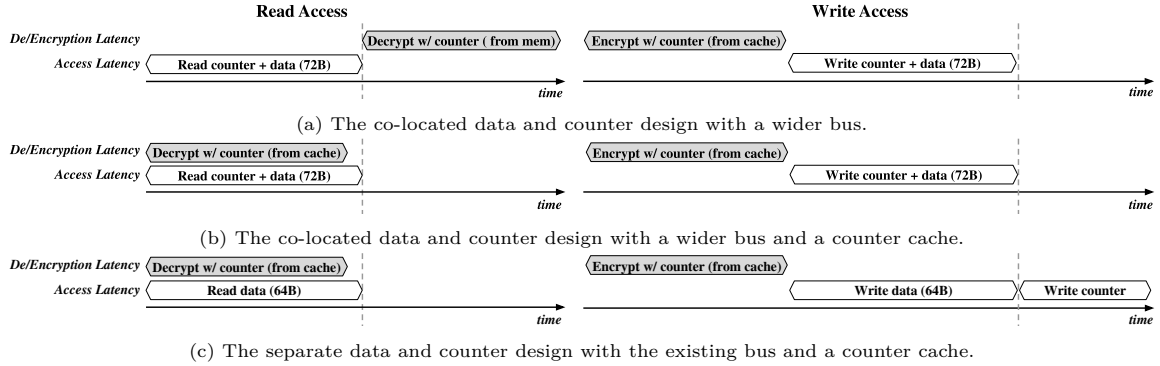 Read Access Write Access
De/Encryption Latency Decrypt w/ counter ( from mem) Encrypt w/ counter (from cache)
Access Latency Read counter + data (72B) Write counter + data (72B)
time time
(a) The co-located data and counter design with a wider bus.
De/Encryption Latency Decrypt w/ counter (from cache) Encrypt w/ counter (from cache)
Access Latency Read counter + data (72B) Write counter + data (72B)
time time
(b) The co-located data and counter design with a wider bus and a counter cache.
De/Encryption Latency Decrypt w/ counter (from cache) Encrypt w/ counter (from cache)
Access Latency Read data (64B) Write data (64B) Write counter
time time
(c) The separate data and counter design with the existing bus and a counter cache.